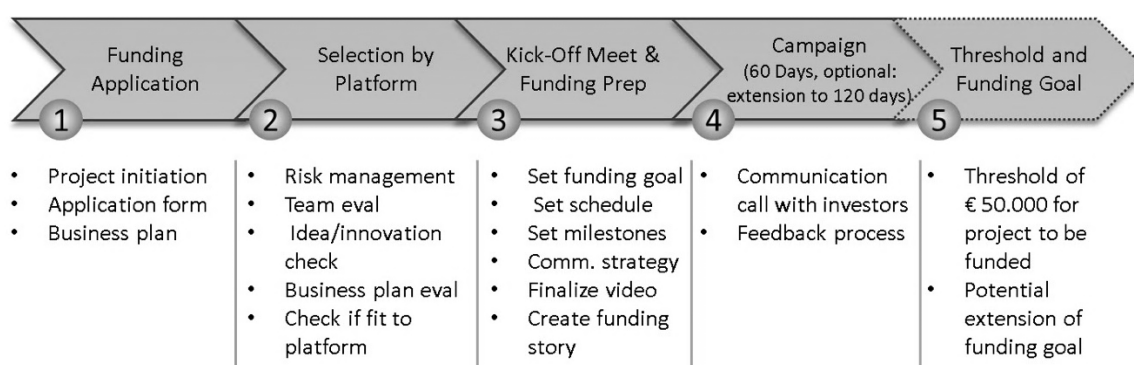 Funding
Application
1
Selection by
Platform
2
Kick-Off Meet &
Funding Prep
3
Campaign
(60 Days, optional:
extension to 120 days)
4
Threshold and
Funding Goal
5
• Project initiation
• Application form
• Business plan
• Risk management
• Team eval
• Idea/innovation
check
• Business plan eval
• Check if fit to
platform
• Set funding goal
• Set schedule
• Set milestones
• Comm. strategy
• Finalize video
• Create funding
story
• Communication
call with investors
• Feedback process
• Threshold of
€ 50.000 for
project to be
funded
• Potential
extension of
funding goal